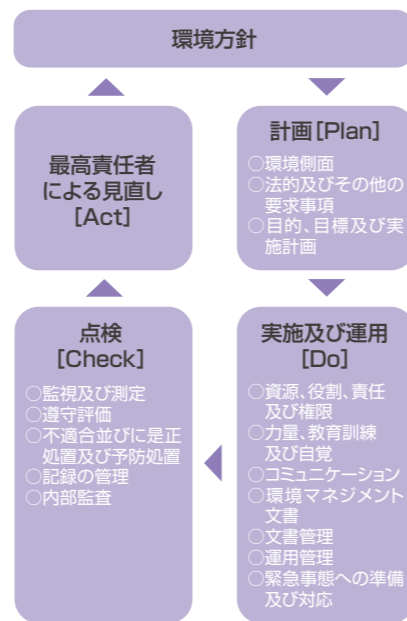 環境方針
最高責任者
による見直し
[Act]
計画[Plan]
○環境側面
○法的及びその他の
要求事項
○目的、目標及び実
施計画
点検
[Check]
○監視及び測定
○遵守評価
○不適合並びに是正
処置及び予防処置
○記録の管理
○内部監査
実施及び運用
[Do]
○資源、役割、責任
及び権限
○力量、教育訓練
及び自覚
○コミュニケーション
○環境マネジメント
文書
○文書管理
○運用管理
○緊急事態への準備
及び対応